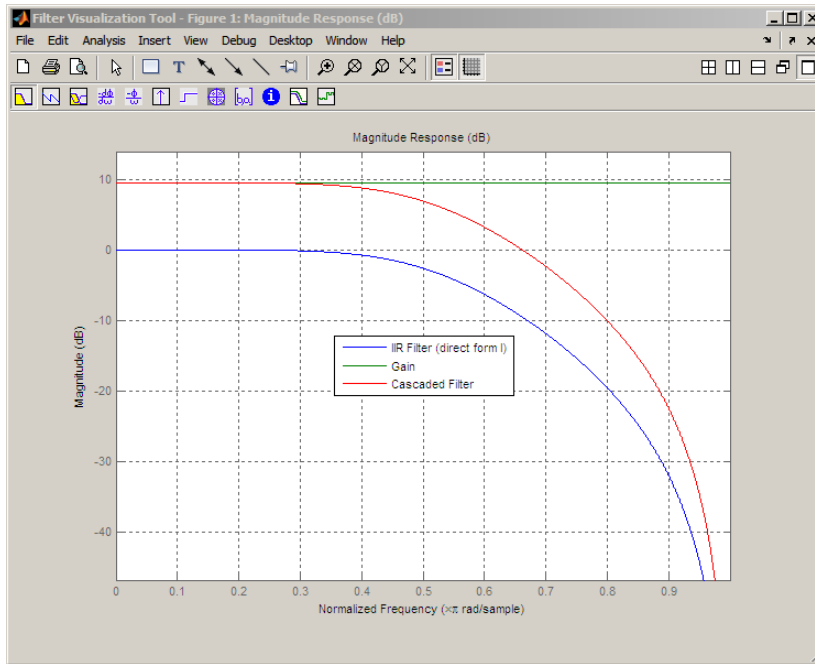 Filter Visualization Tool - Figure 1: Magnitude Response (dB)
File Edit Analysis Insert View Debug Desktop Window Help
Magnitude Response (dB)
10
0
-10
-20
-30
-40
Magnitude (dB)
IIR Filter (direct form I)
Gain
Cascaded Filter
0 0.1 0.2 0.3 0.4 0.5 0.6 0.7 0.8 0.9
Normalized Frequency (×π rad/sample)